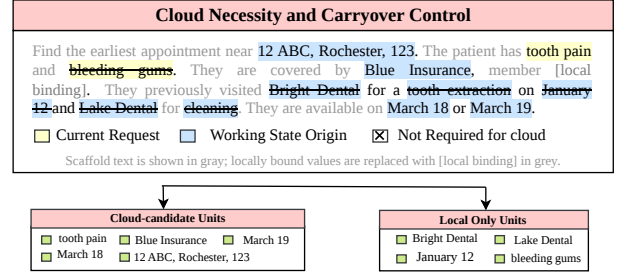 Cloud Necessity and Carryover Control
Find the earliest appointment near 12 ABC, Rochester, 123. The patient has tooth pain
and bleeding gums. They are covered by Blue Insurance, member [local
binding]. They previously visited Bright Dental for a tooth extraction on January
12 and Lake Dental for cleaning. They are available on March 18 or March 19.
Current Request Working State Origin Not Required for cloud
Scaffold text is shown in gray; locally bound values are replaced with [local binding] in grey.
Cloud-candidate Units
tooth pain Blue Insurance March 19
March 18 12 ABC, Rochester, 123
Local Only Units
Bright Dental Lake Dental
January 12 bleeding gums